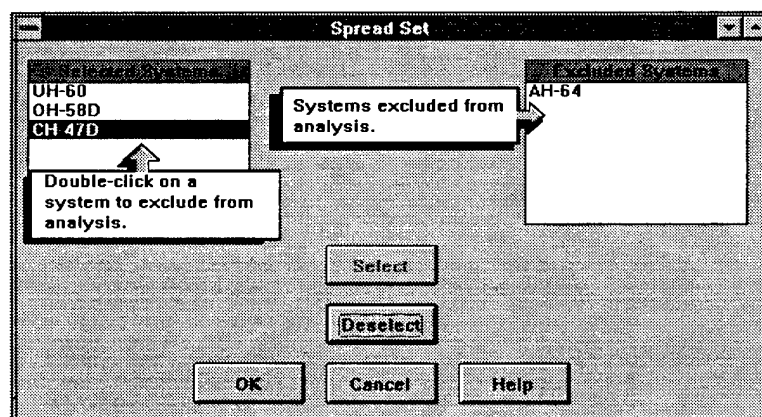 Spread Set
Selected Systems
UH-60
OH-58D
CH-47D
Double-click on a
system to exclude from
analysis.
Systems excluded from
analysis.
Excluded Systems
AH-64
Select
Deselect
OK
Cancel
Help